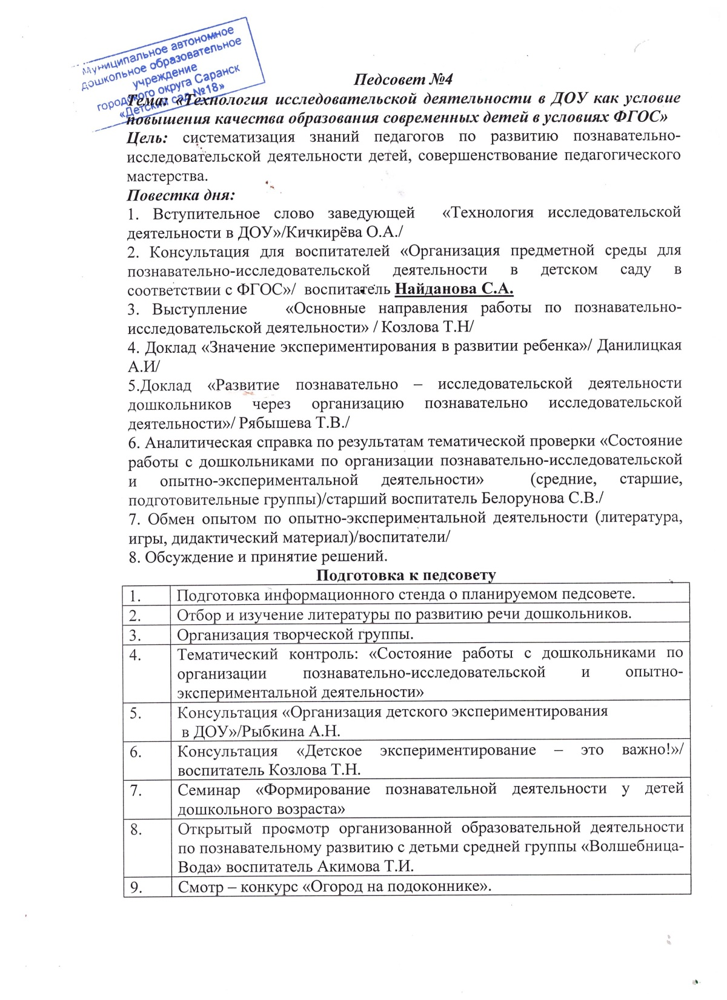 Муниципальное автономное
дошкольное образовательное
учреждение
городского округа Саранск
«Детский сад №18»
Педсовет №4
Тема: «Технология исследовательской деятельности в ДОУ как условие
повышения качества образования современных детей в условиях ФГОС»
Цель: систематизация знаний педагогов по развитию познавательно-
исследовательской деятельности детей, совершенствование педагогического
мастерства.
Повестка дня:
1. Вступительное слово заведующей «Технология исследовательской
деятельности в ДОУ»/Кичкирёва О.А./
2. Консультация для воспитателей «Организация предметной среды для
познавательно-исследовательской деятельности в детском саду в
соответствии с ФГОС»/ воспитатель Найданова С.А.
3. Выступление «Основные направления работы по познавательно-
исследовательской деятельности» / Козлова Т.Н/
4. Доклад «Значение экспериментирования в развитии ребенка»/ Данилицкая
А.И/
5.Доклад «Развитие познавательно – исследовательской деятельности
дошкольников через организацию познавательно исследовательской
деятельности»/ Рябышева Т.В./
6. Аналитическая справка по результатам тематической проверки «Состояние
работы с дошкольниками по организации познавательно-исследовательской
и опытно-экспериментальной деятельности» (средние, старшие,
подготовительные группы)/старший воспитатель Белорунова С.В./
7. Обмен опытом по опытно-экспериментальной деятельности (литература,
игры, дидактический материал)/воспитатели/
8. Обсуждение и принятие решений.
Подготовка к педсовету
1. Подготовка информационного стенда о планируемом педсовете.
2. Отбор и изучение литературы по развитию речи дошкольников.
3. Организация творческой группы.
4. Тематический контроль: «Состояние работы с дошкольниками по
организации познавательно-исследовательской и опытно-
экспериментальной деятельности»
5. Консультация «Организация детского экспериментирования
в ДОУ»/Рыбкина А.Н.
6. Консультация «Детское экспериментирование – это важно!»/
воспитатель Козлова Т.Н.
7. Семинар «Формирование познавательной деятельности у детей
дошкольного возраста»
8. Открытый просмотр организованной образовательной деятельности
по познавательному развитию с детьми средней группы «Волшебница-
Вода» воспитатель Акимова Т.И.
9. Смотр – конкурс «Огород на подоконнике».